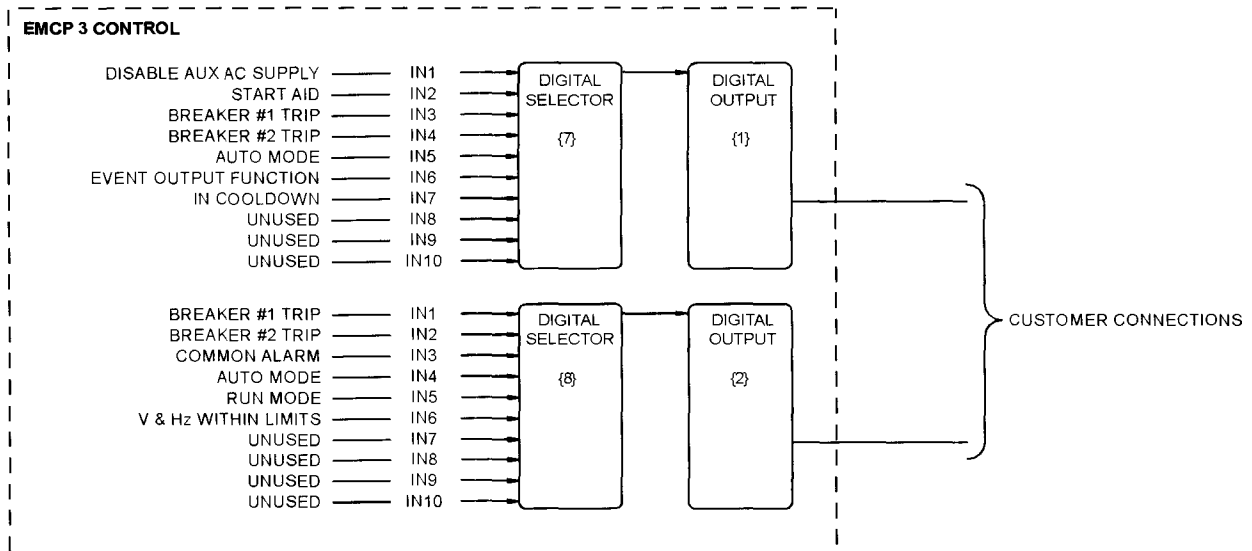 EMCP 3 CONTROL
DISABLE AUX AC SUPPLY IN1
START AID IN2
BREAKER #1 TRIP IN3
BREAKER #2 TRIP IN4
AUTO MODE IN5
EVENT OUTPUT FUNCTION IN6
IN COOLDOWN IN7
UNUSED IN8
UNUSED IN9
UNUSED IN10
DIGITAL
SELECTOR
{7}
DIGITAL
OUTPUT
{1}
BREAKER #1 TRIP IN1
BREAKER #2 TRIP IN2
COMMON ALARM IN3
AUTO MODE IN4
RUN MODE IN5
V & Hz WITHIN LIMITS IN6
UNUSED IN7
UNUSED IN8
UNUSED IN9
UNUSED IN10
DIGITAL
SELECTOR
{8}
DIGITAL
OUTPUT
{2}
CUSTOMER CONNECTIONS